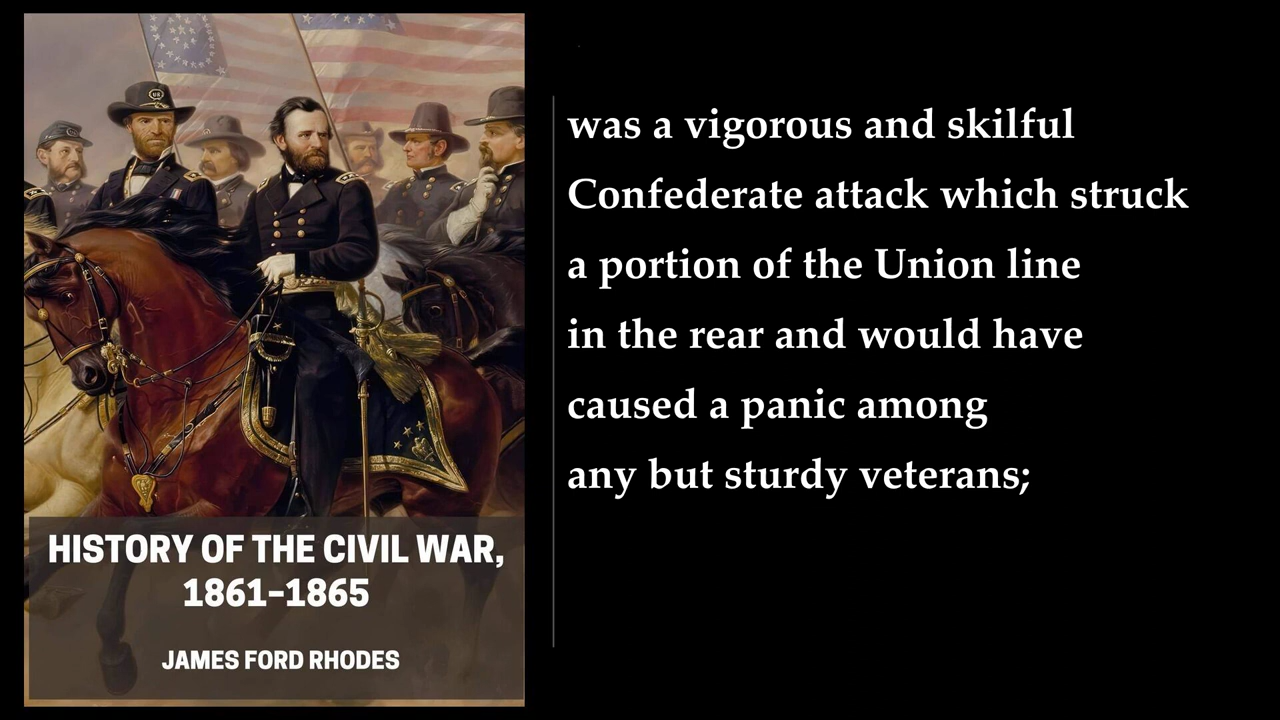 was a vigorous and skilful
Confederate attack which struck
a portion of the Union line
in the rear and would have
caused a panic among
any but sturdy veterans;
HISTORY OF THE CIVIL WAR,
1861–1865
JAMES FORD RHODES